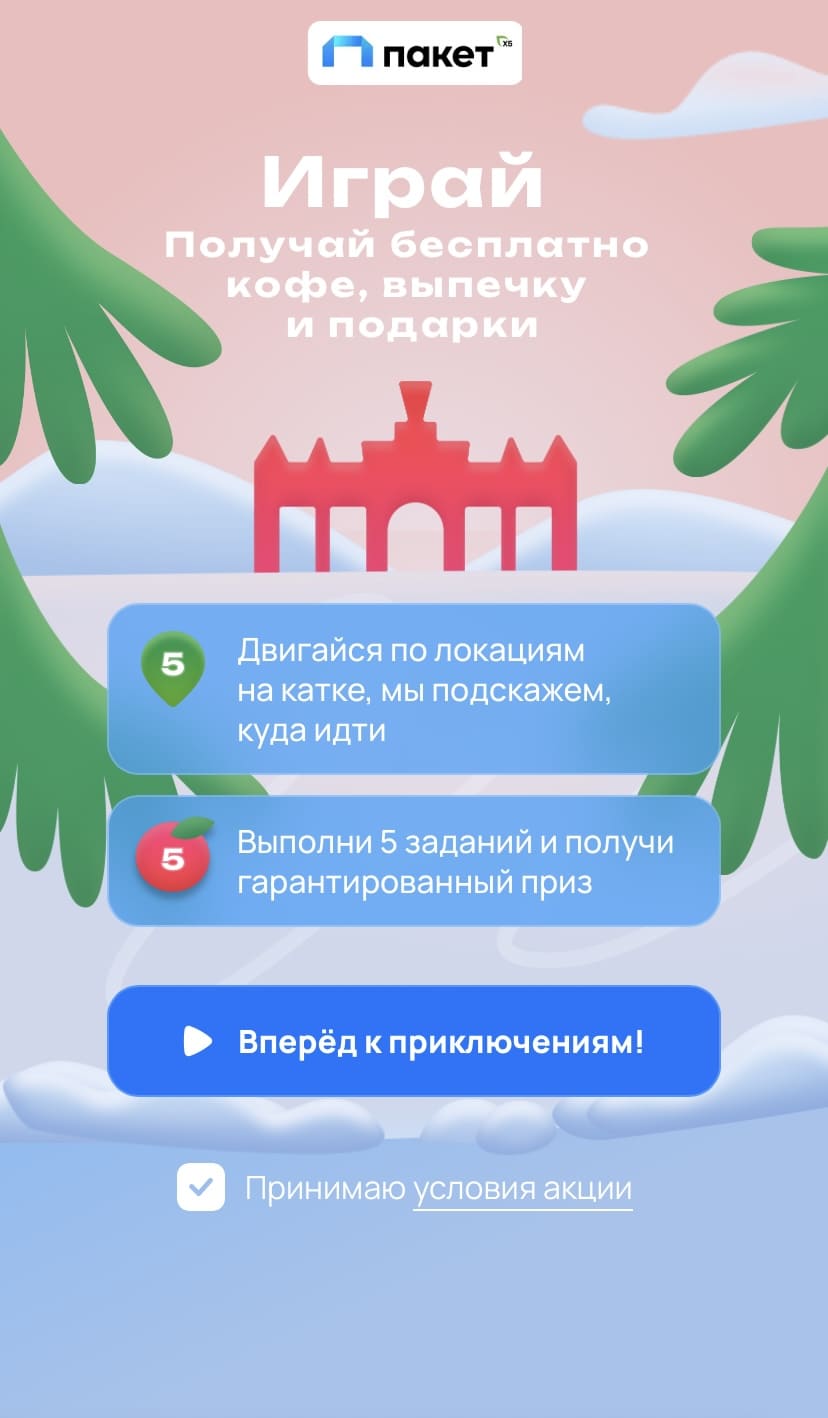 пакет х5
Играй
Получай бесплатно
кофе, выпечку
и подарки
5
Двигайся по локациям
на катке, мы подскажем,
куда идти
5
Выполни 5 заданий и получи
гарантированный приз
Вперёд к приключениям!
Принимаю условия акции